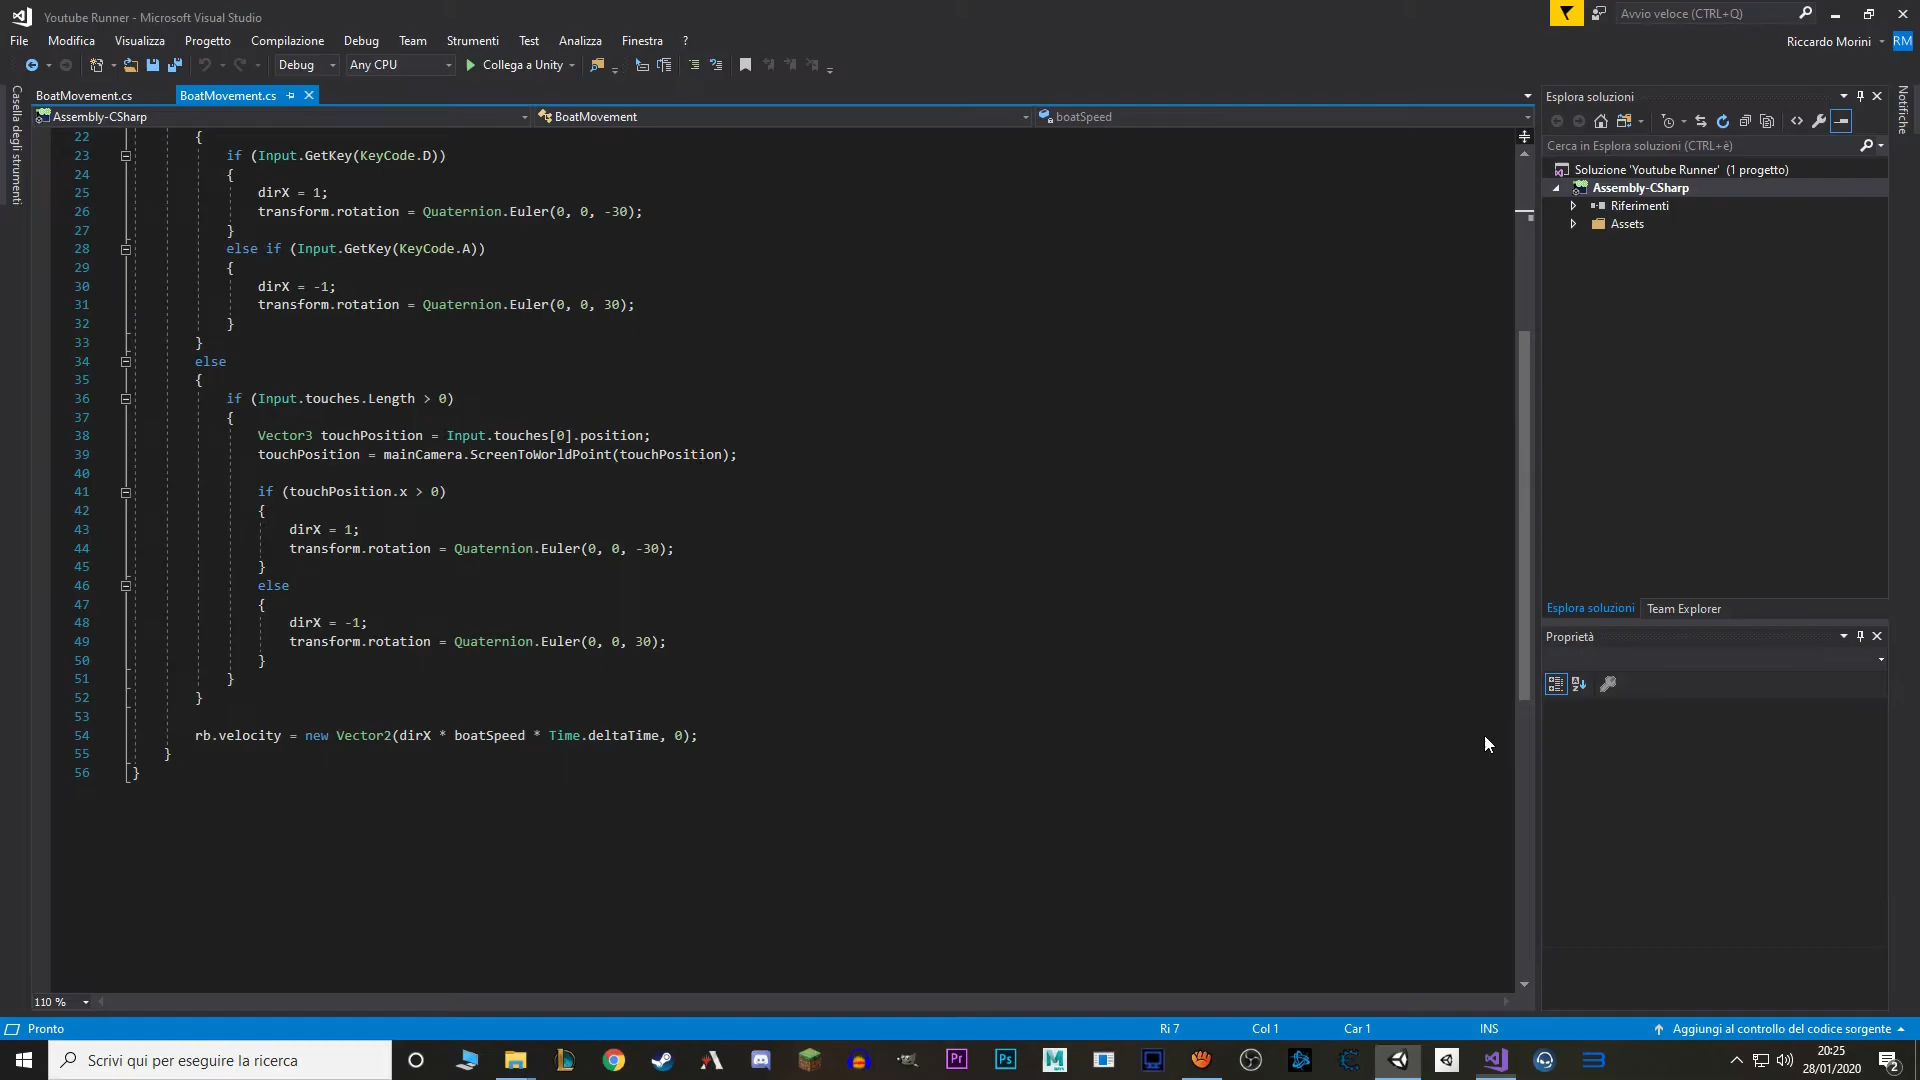 Youtube Runner - Microsoft Visual Studio
Avvio veloce (CTRL+Q)
File Modifica Visualizza Progetto Compilazione Debug Team Strumenti Test Analizza Finestra ?
Riccardo Morini RM
Debug Any CPU Collega a Unity
Casella degli strumenti
BoatMovement.cs BoatMovement.cs
Assembly-CSharp BoatMovement boatSpeed
22 {
23 if (Input.GetKey(KeyCode.D))
24 {
25 dirX = 1;
26 transform.rotation = Quaternion.Euler(0, 0, -30);
27 }
28 else if (Input.GetKey(KeyCode.A))
29 {
30 dirX = -1;
31 transform.rotation = Quaternion.Euler(0, 0, 30);
32 }
33 }
34 else
35 {
36 if (Input.touches.Length > 0)
37 {
38 Vector3 touchPosition = Input.touches[0].position;
39 touchPosition = mainCamera.ScreenToWorldPoint(touchPosition);
40
41 if (touchPosition.x > 0)
42 {
43 dirX = 1;
44 transform.rotation = Quaternion.Euler(0, 0, -30);
45 }
46 else
47 {
48 dirX = -1;
49 transform.rotation = Quaternion.Euler(0, 0, 30);
50 }
51 }
52 }
53
54 rb.velocity = new Vector2(dirX * boatSpeed * Time.deltaTime, 0);
55 }
56 }
110 %
Esplora soluzioni
Cerca in Esplora soluzioni (CTRL+è)
Soluzione 'Youtube Runner' (1 progetto)
Assembly-CSharp
Riferimenti
Assets
Esplora soluzioni Team Explorer
Proprietà
Notifiche
Pronto Ri 7 Col 1 Car 1 INS Aggiungi al controllo del codice sorgente
Scrivi qui per eseguire la ricerca
Pr Ps M
20:25
28/01/2020
2